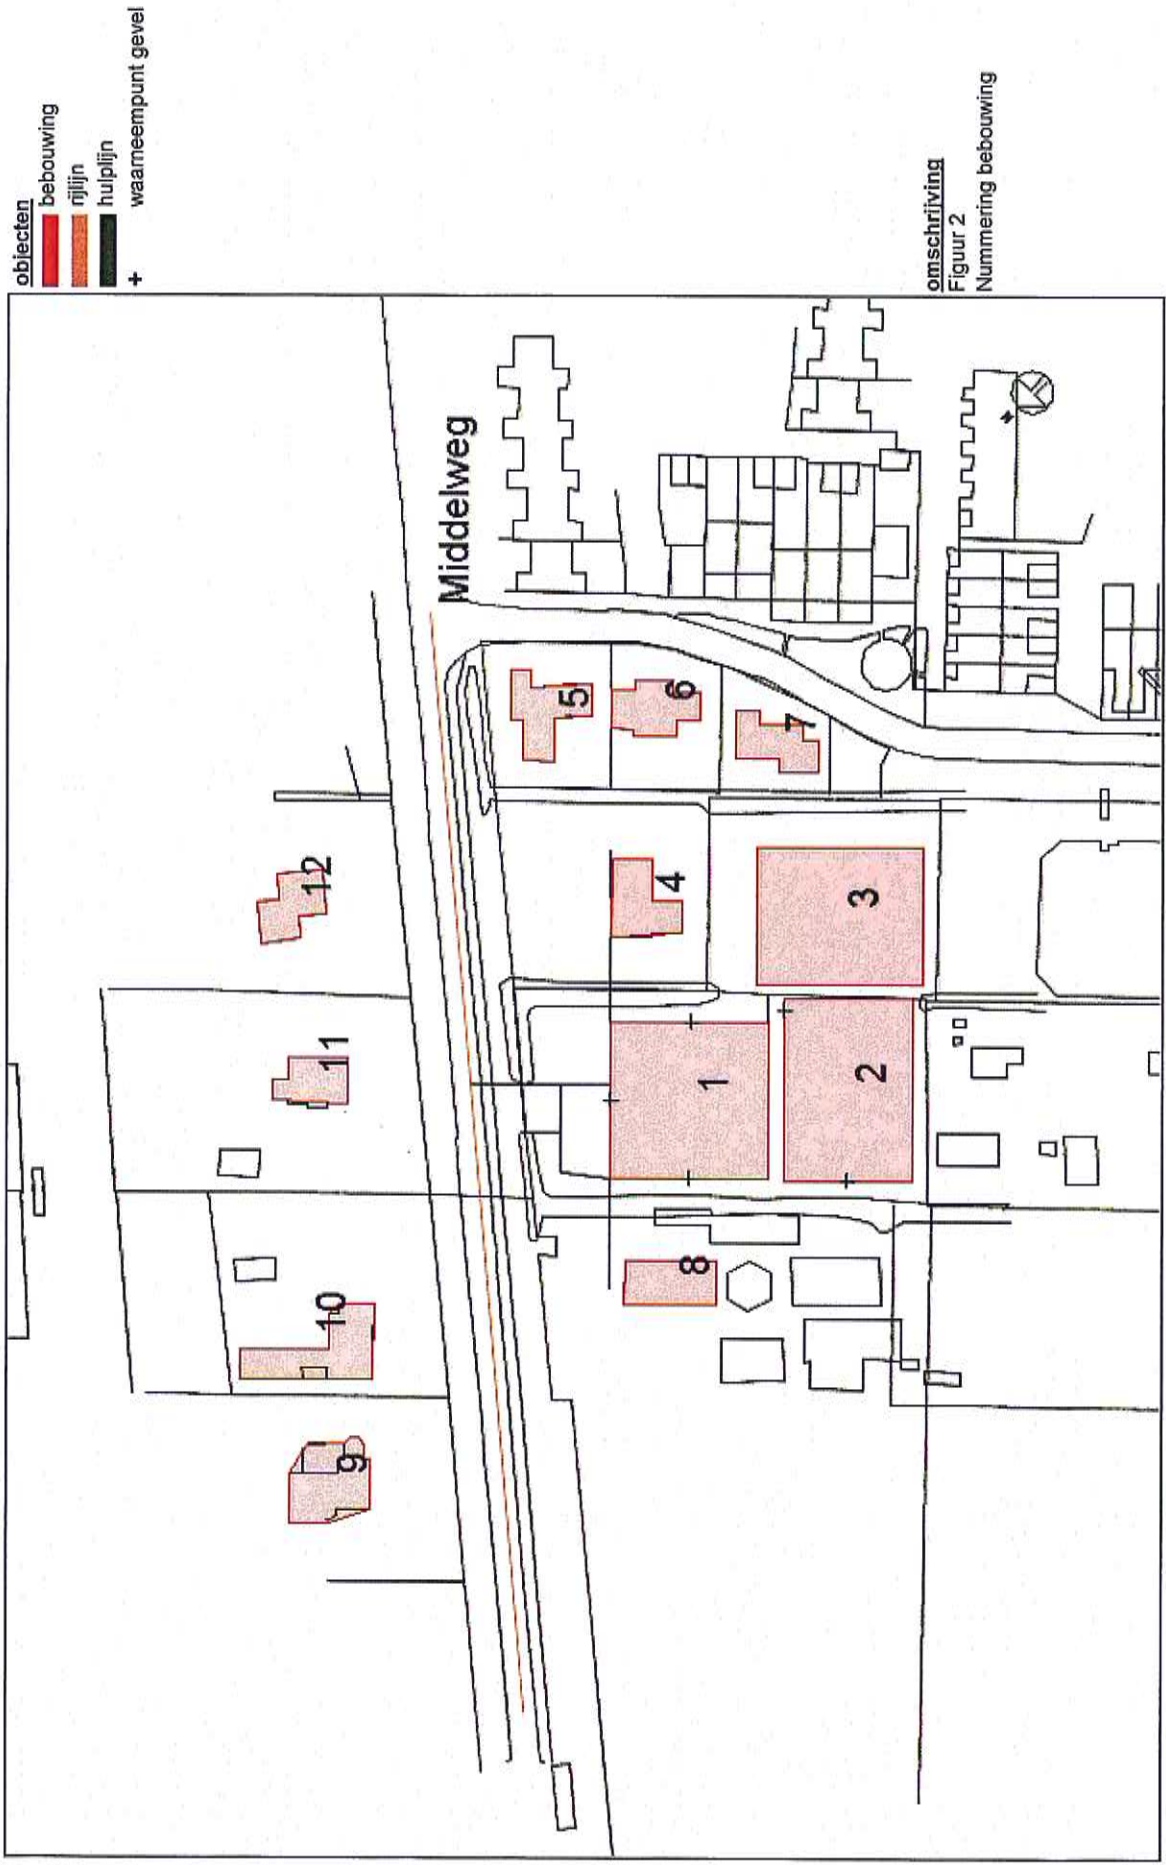 objecten
bebouwing
rijlijn
hulplijn
+ waarneempunt gevel
omschrijving
Figuur 2
Nummering bebouwing
Middelweg
1
2
3
4
5
6
7
8
9
10
11
12